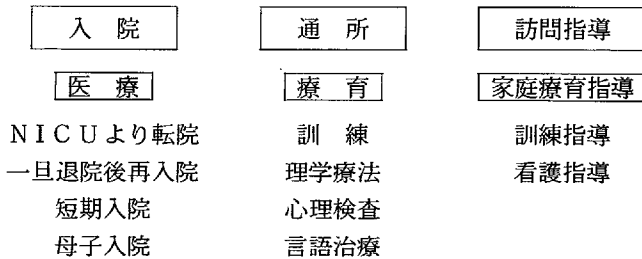 入 院　通 所　訪問指導
医 療　療 育　家庭療育指導
NICUより転院　訓 練　訓練指導
一旦退院後再入院　理学療法　看護指導
短期入院　心理検査
母子入院　言語治療